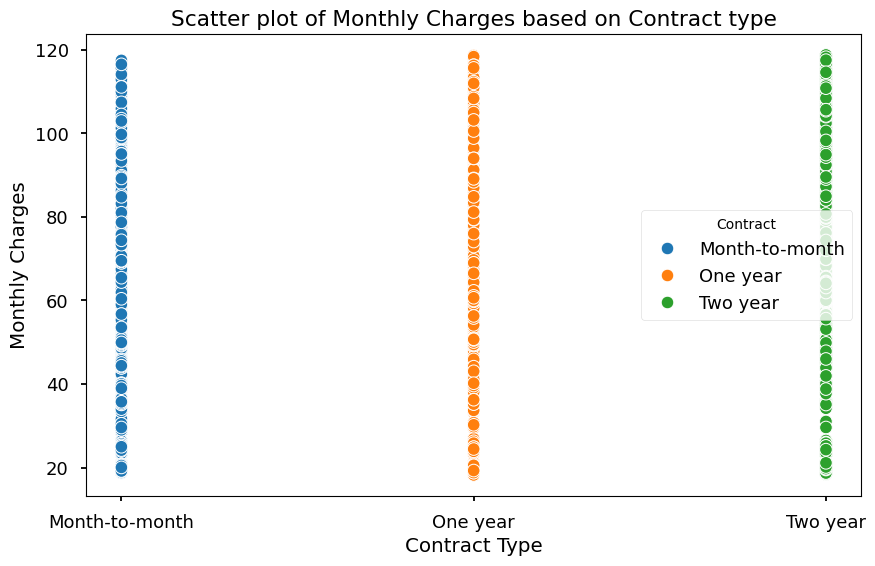 Scatter plot of Monthly Charges based on Contract type
120
100
80
60
40
20
Monthly Charges
Contract
Month-to-month
One year
Two year
Month-to-month
One year
Two year
Contract Type